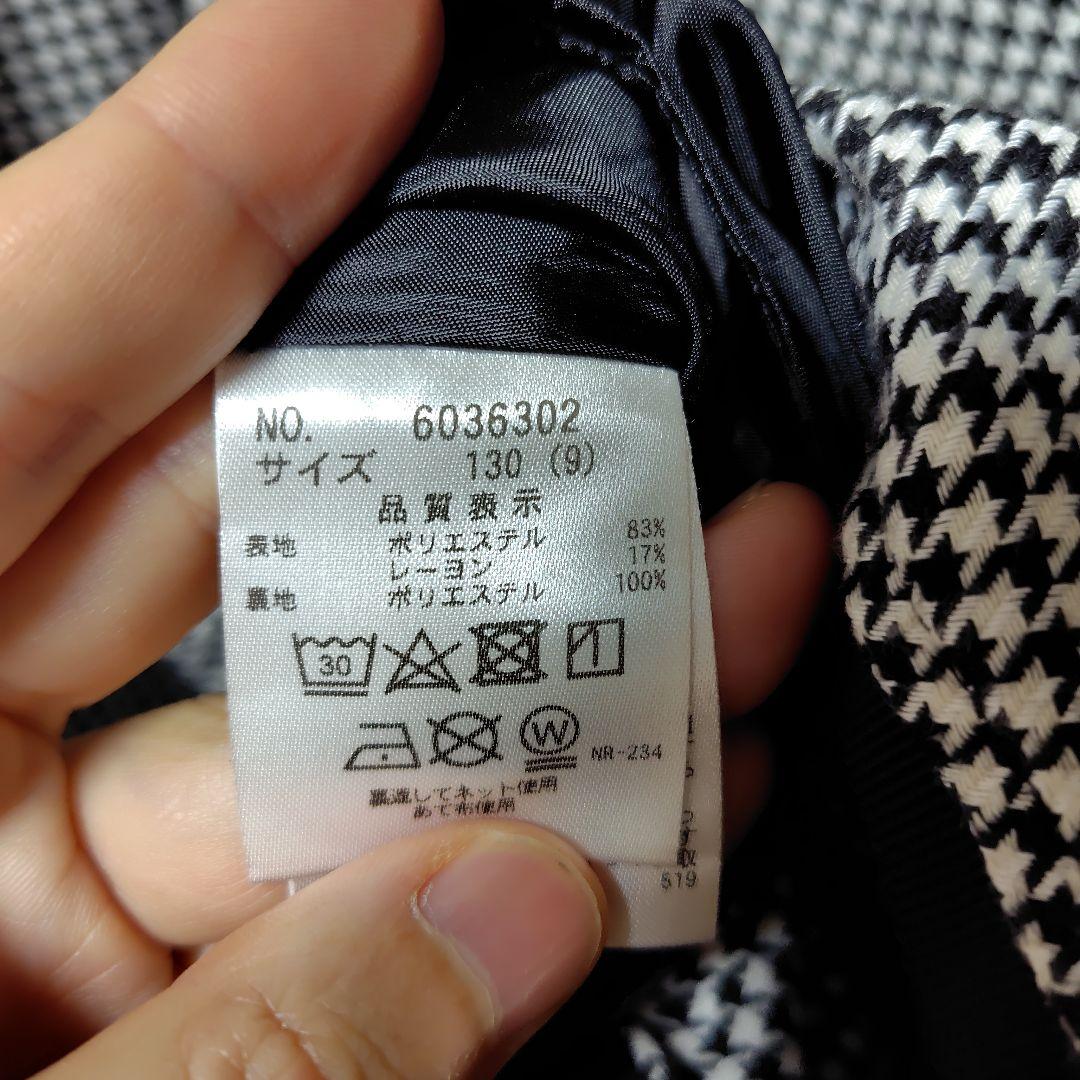 NO. 6036302
サイズ 130 (9)
品質表示
表地 ポリエステル 83%
レーヨン 17%
裏地 ポリエステル 100%
30
W NR-234
裏返してネット使用
あて布使用
519